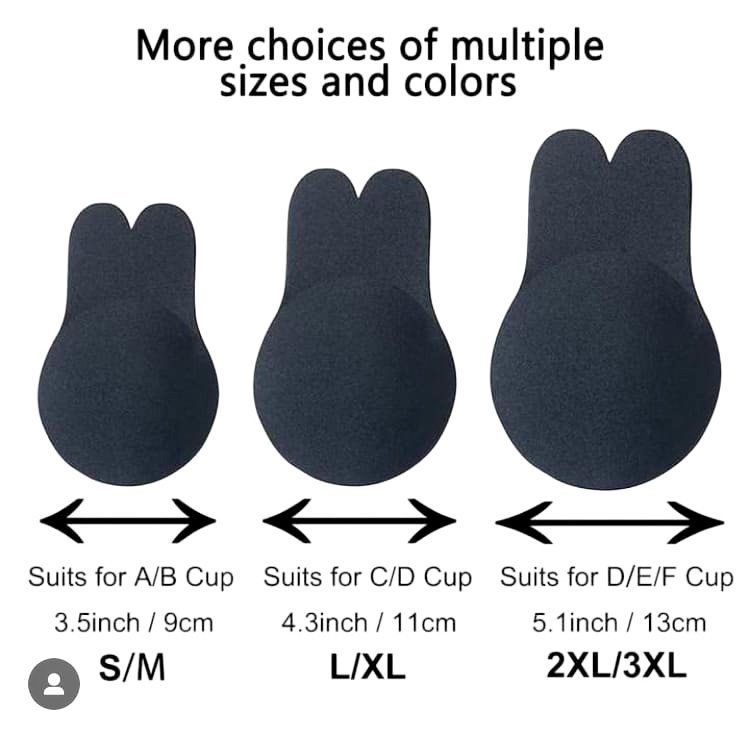 More choices of multiple
sizes and colors
Suits for A/B Cup
3.5inch / 9cm
S/M
Suits for C/D Cup
4.3inch / 11cm
L/XL
Suits for D/E/F Cup
5.1inch / 13cm
2XL/3XL